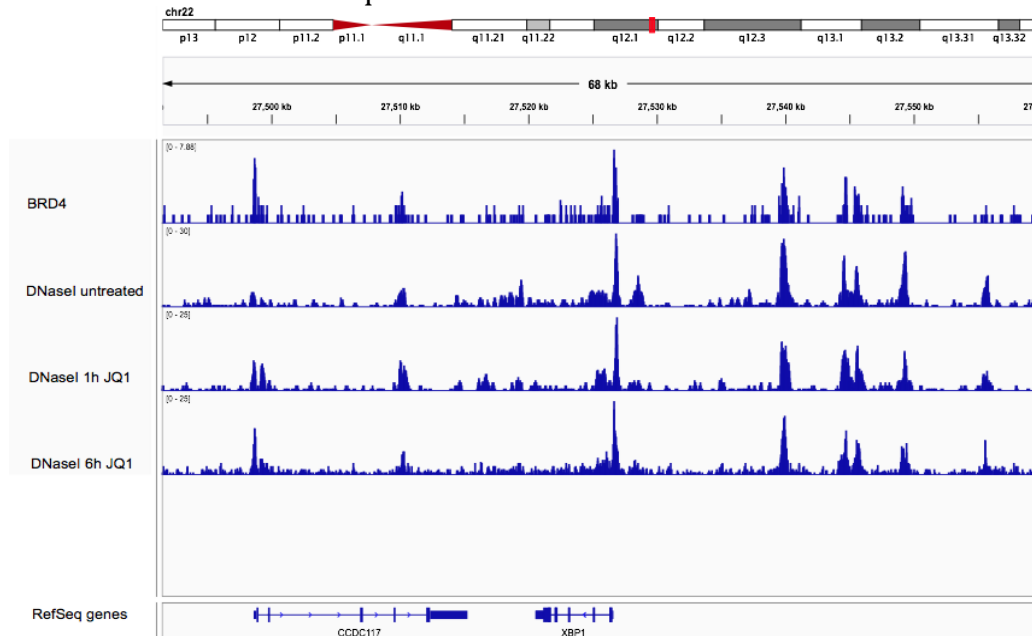 chr22
p13 p12 p11.2 p11.1 q11.1 q11.21 q11.22 q12.1 q12.2 q12.3 q13.1 q13.2 q13.31 q13.32
68 kb
27,500 kb 27,510 kb 27,520 kb 27,530 kb 27,540 kb 27,550 kb 27
[0 - 7.88]
BRD4
[0 - 30]
DNaseI untreated
[0 - 25]
DNaseI 1h JQ1
[0 - 25]
DNaseI 6h JQ1
RefSeq genes
CCDC117 XBP1